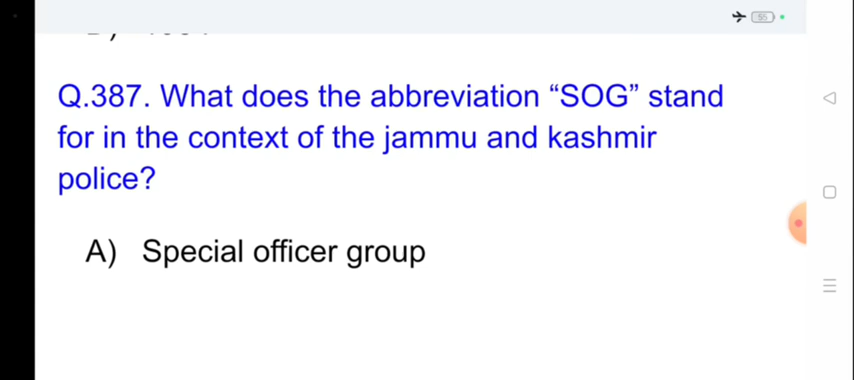 Q.387. What does the abbreviation “SOG” stand
for in the context of the jammu and kashmir
police?
A) Special officer group
55